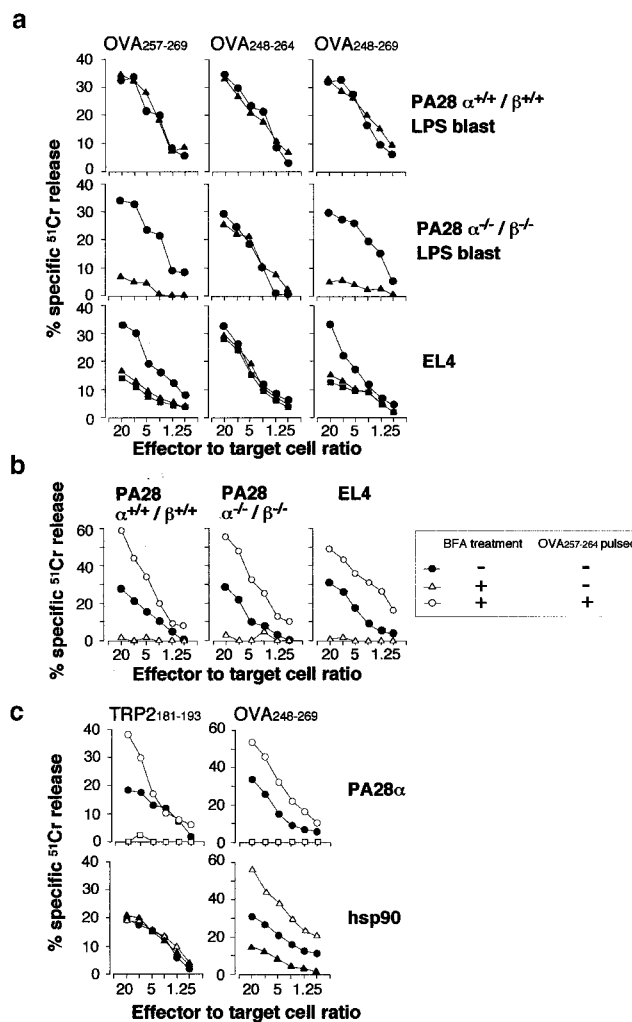 a
OVA257-269 OVA248-264 OVA248-269
40
30
20
10
0
PA28 α+/+ / β+/+
LPS blast
40
30
20
10
0
PA28 α-/- / β-/-
LPS blast
40
30
20
10
0
EL4
% specific 51Cr release
20 5 1.25 20 5 1.25 20 5 1.25
Effector to target cell ratio
b
PA28
α+/+ / β+/+
PA28
α-/- / β-/-
EL4
% specific 51Cr release
60
40
20
0
20 5 1.25 20 5 1.25 20 5 1.25
Effector to target cell ratio
BFA treatment OVA257-264 pulsed
- -
+ -
+ +
c
TRP2181-193 OVA248-269
40
30
20
10
0
60
40
20
0
PA28α
40
30
20
10
0
60
40
20
0
hsp90
% specific 51Cr release
20 5 1.25 20 5 1.25
Effector to target cell ratio